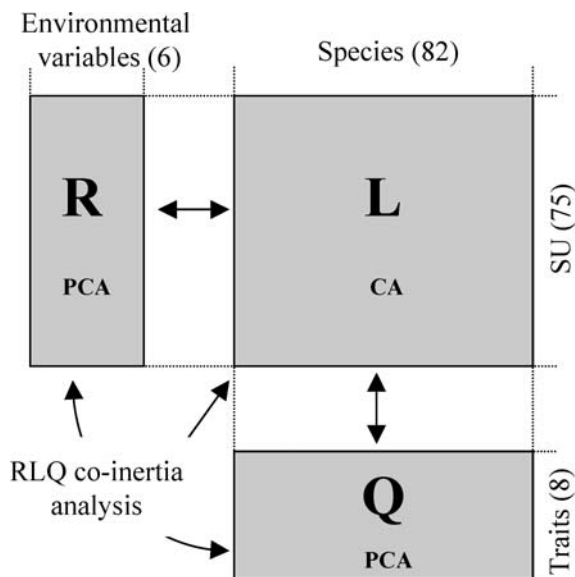 Environmental
variables (6)
Species (82)
R
PCA
L
CA
SU (75)
RLQ co-inertia
analysis
Q
PCA
Traits (8)